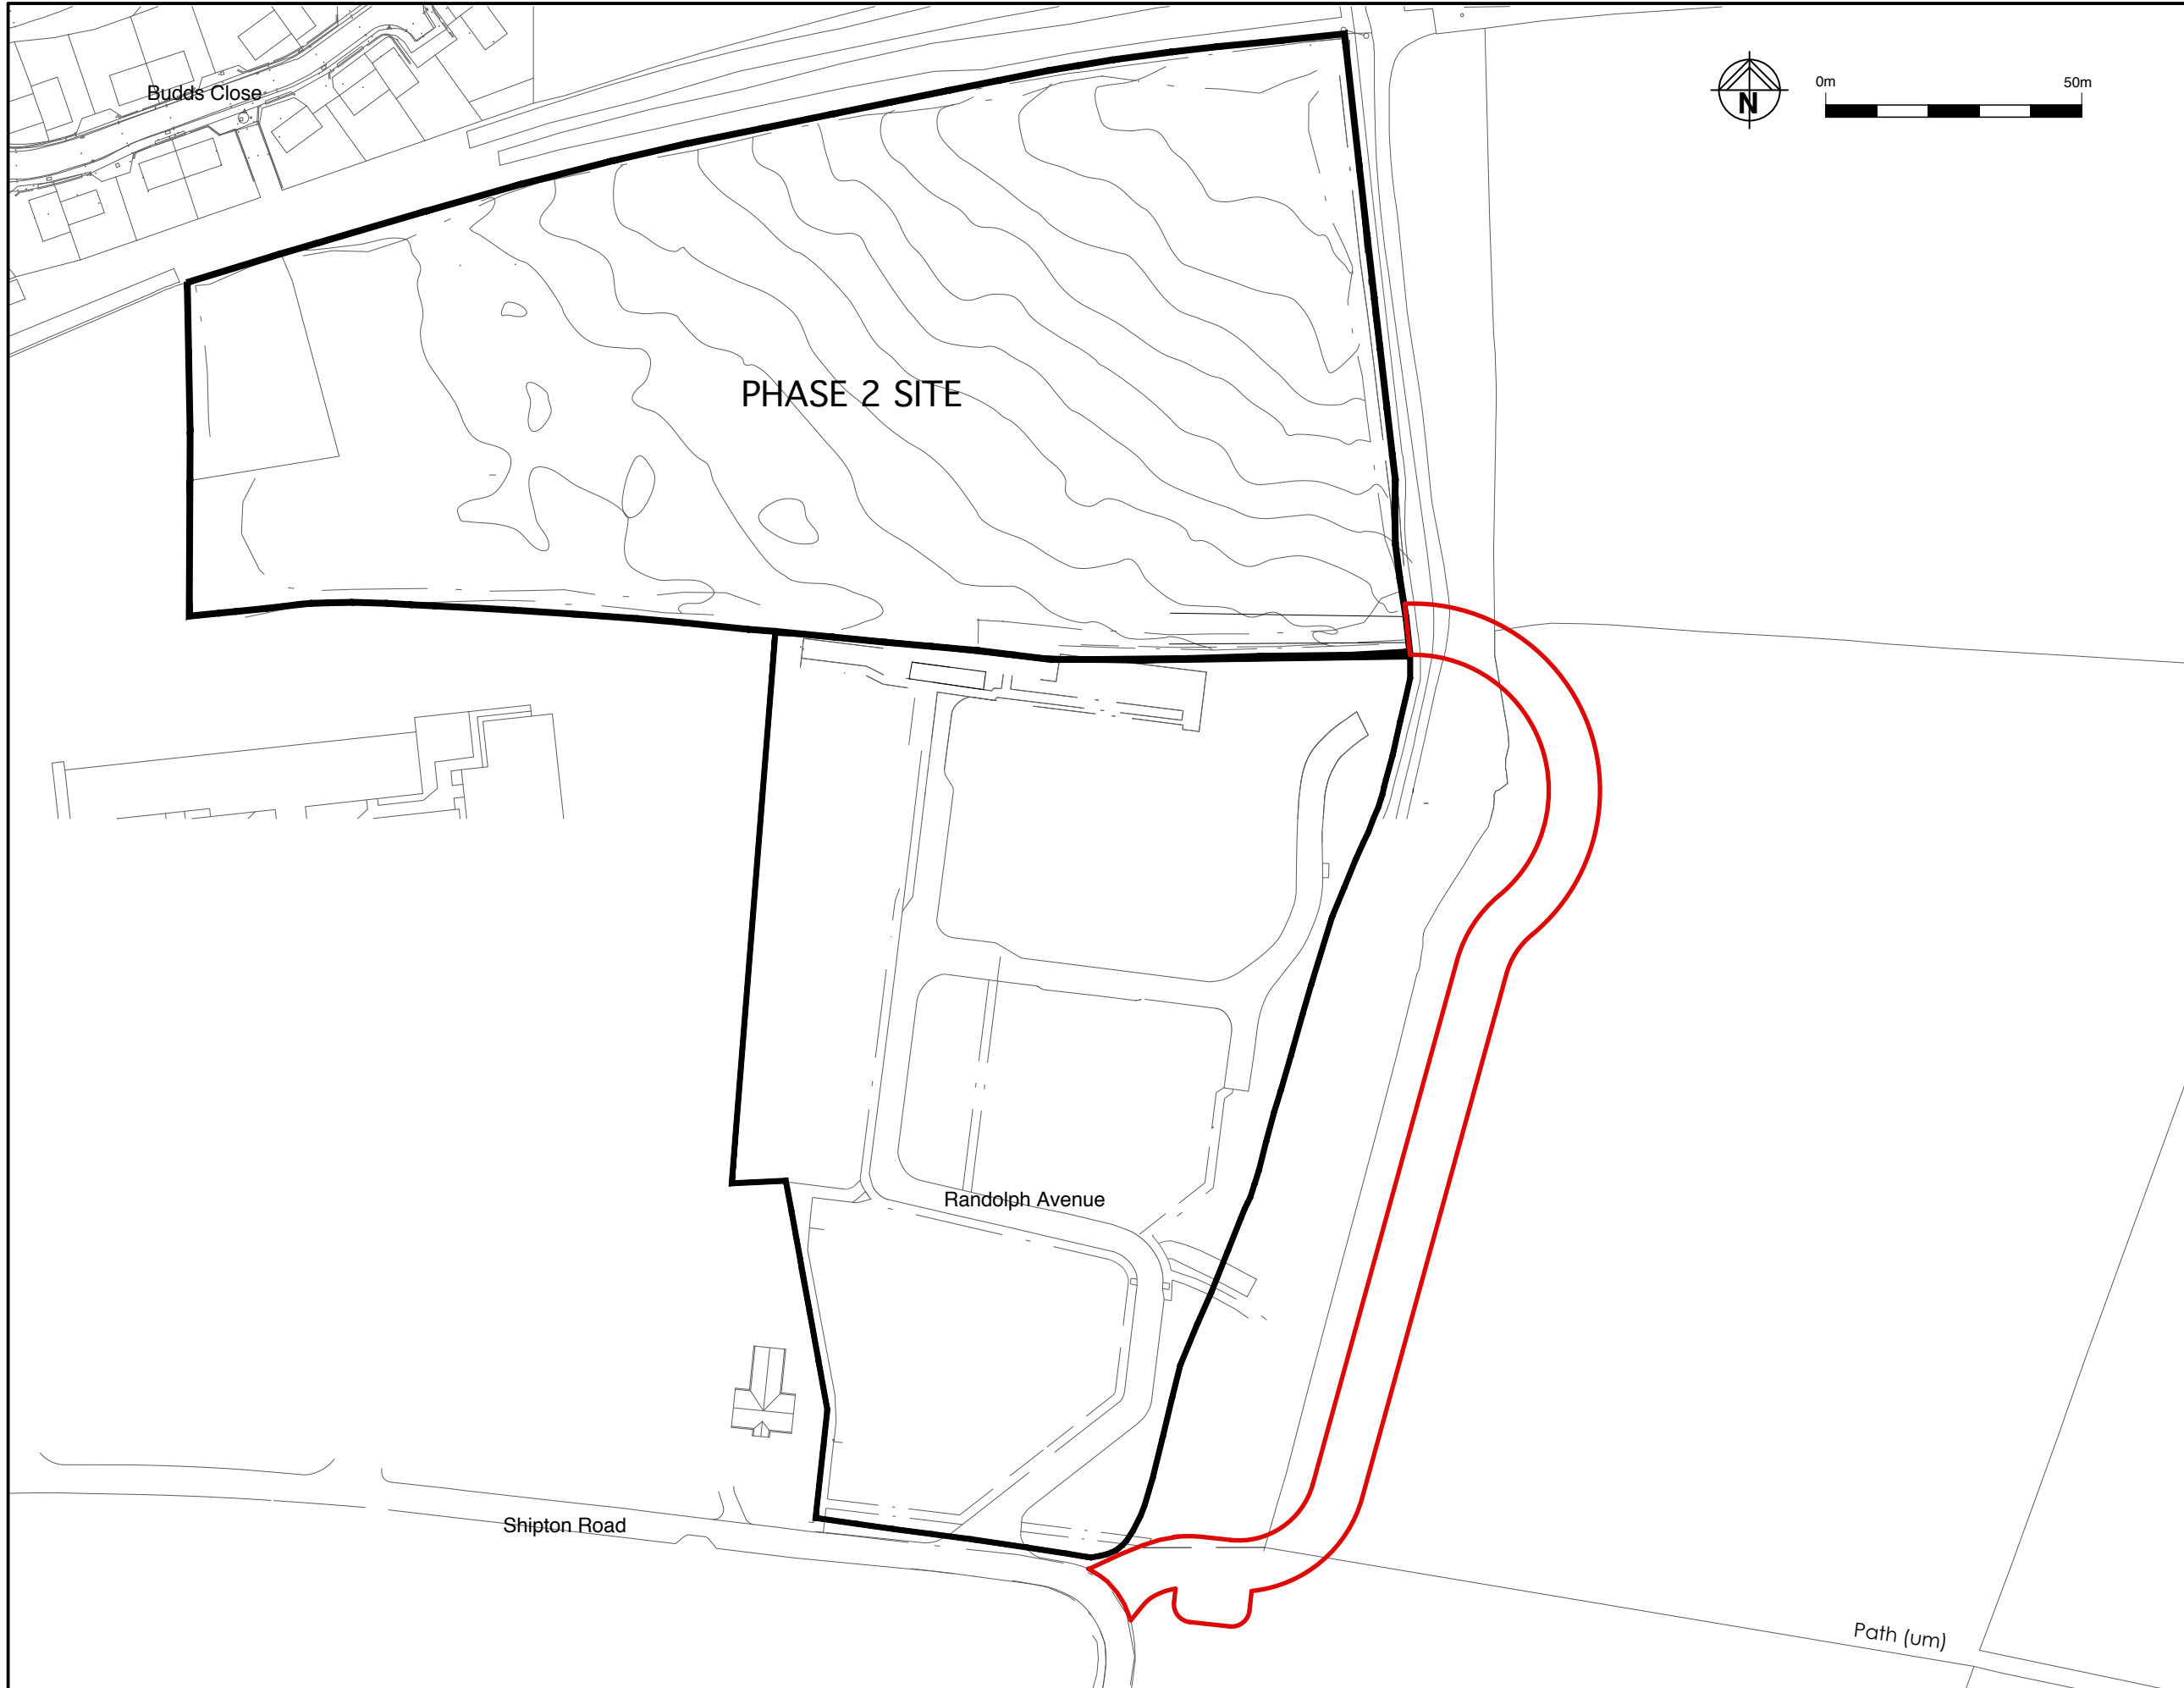 Budds Close
N
0m
50m
PHASE 2 SITE
Randolph Avenue
Shipton Road
Path (um)